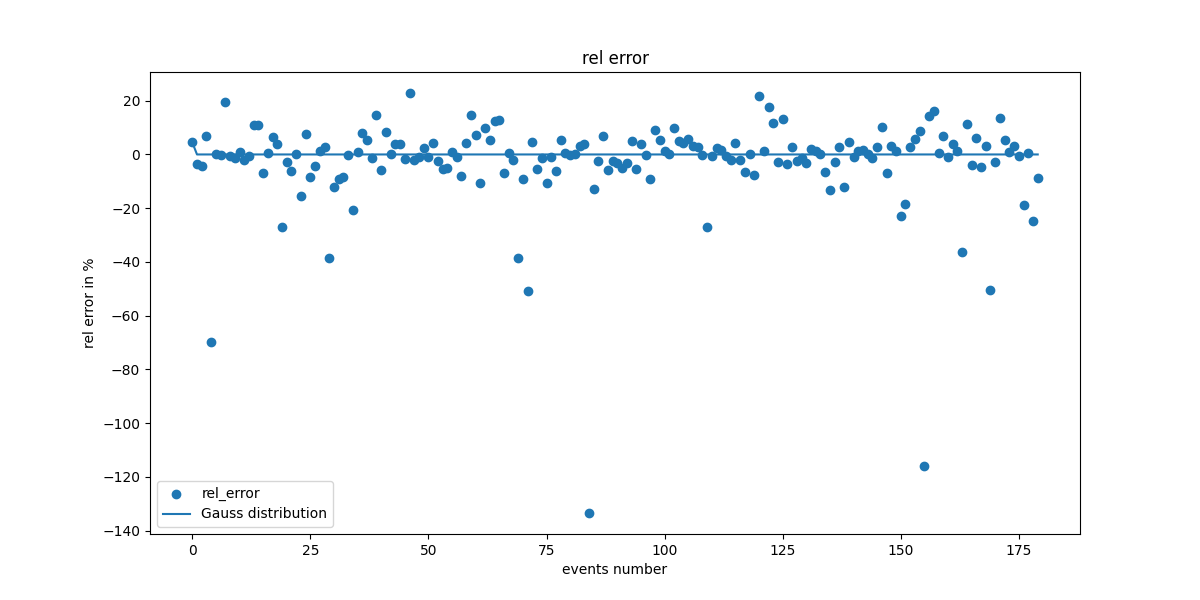 rel error
20
0
−20
−40
−60
−80
−100
−120
−140
rel error in %
rel_error
Gauss distribution
0 25 50 75 100 125 150 175
events number